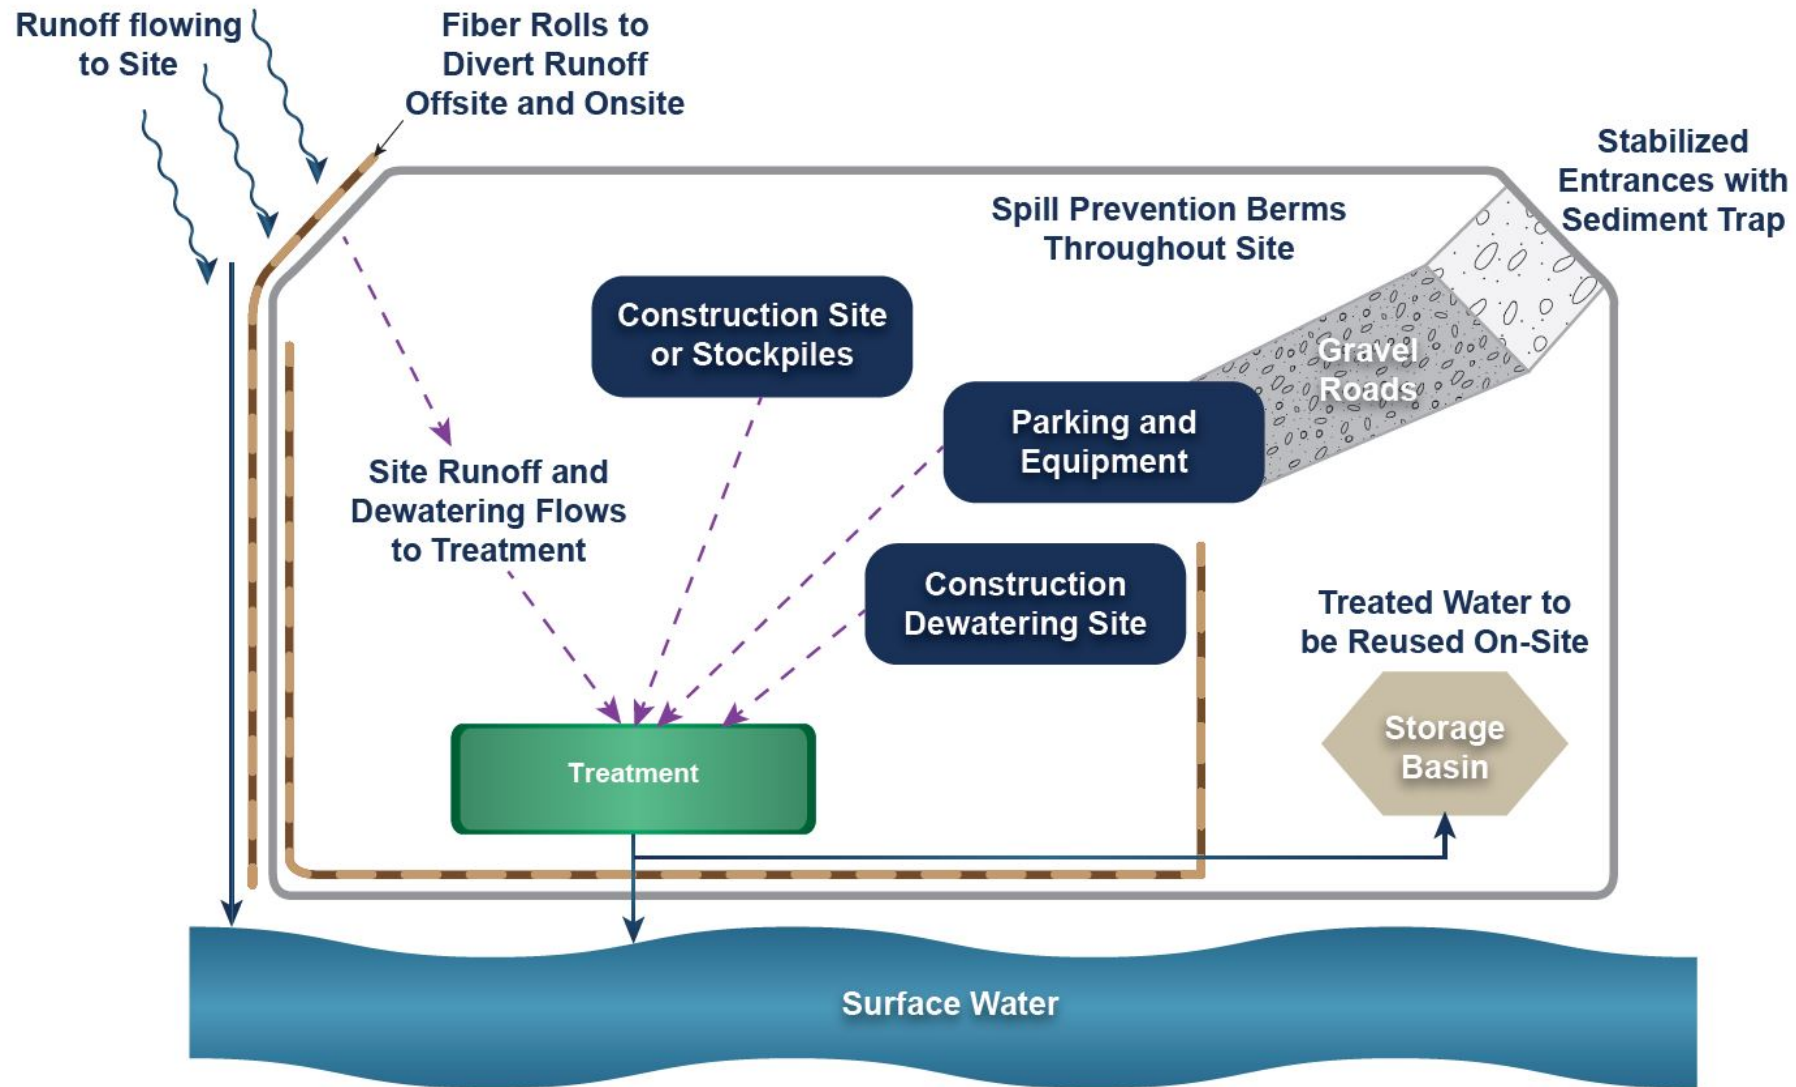 Runoff flowing
to Site
Fiber Rolls to
Divert Runoff
Offsite and Onsite
Stabilized
Entrances with
Sediment Trap
Spill Prevention Berms
Throughout Site
Construction Site
or Stockpiles
Gravel
Roads
Parking and
Equipment
Site Runoff and
Dewatering Flows
to Treatment
Construction
Dewatering Site
Treated Water to
be Reused On-Site
Storage
Basin
Treatment
Surface Water